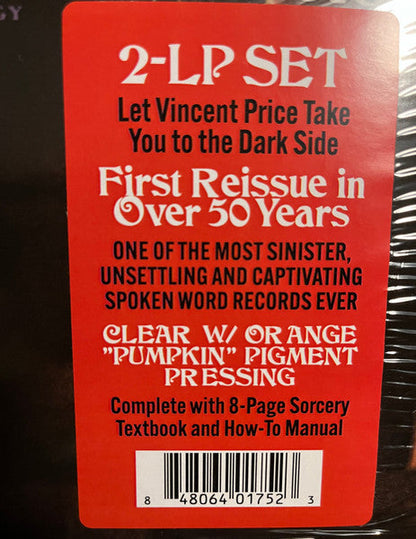 GY
2-LP SET
Let Vincent Price Take
You to the Dark Side
First Reissue in
Over 50 Years
ONE OF THE MOST SINISTER,
UNSETTLING AND CAPTIVATING
SPOKEN WORD RECORDS EVER
CLEAR W/ ORANGE
"PUMPKIN" PIGMENT
PRESSING
Complete with 8-Page Sorcery
Textbook and How-To Manual
8 48064 01752 3